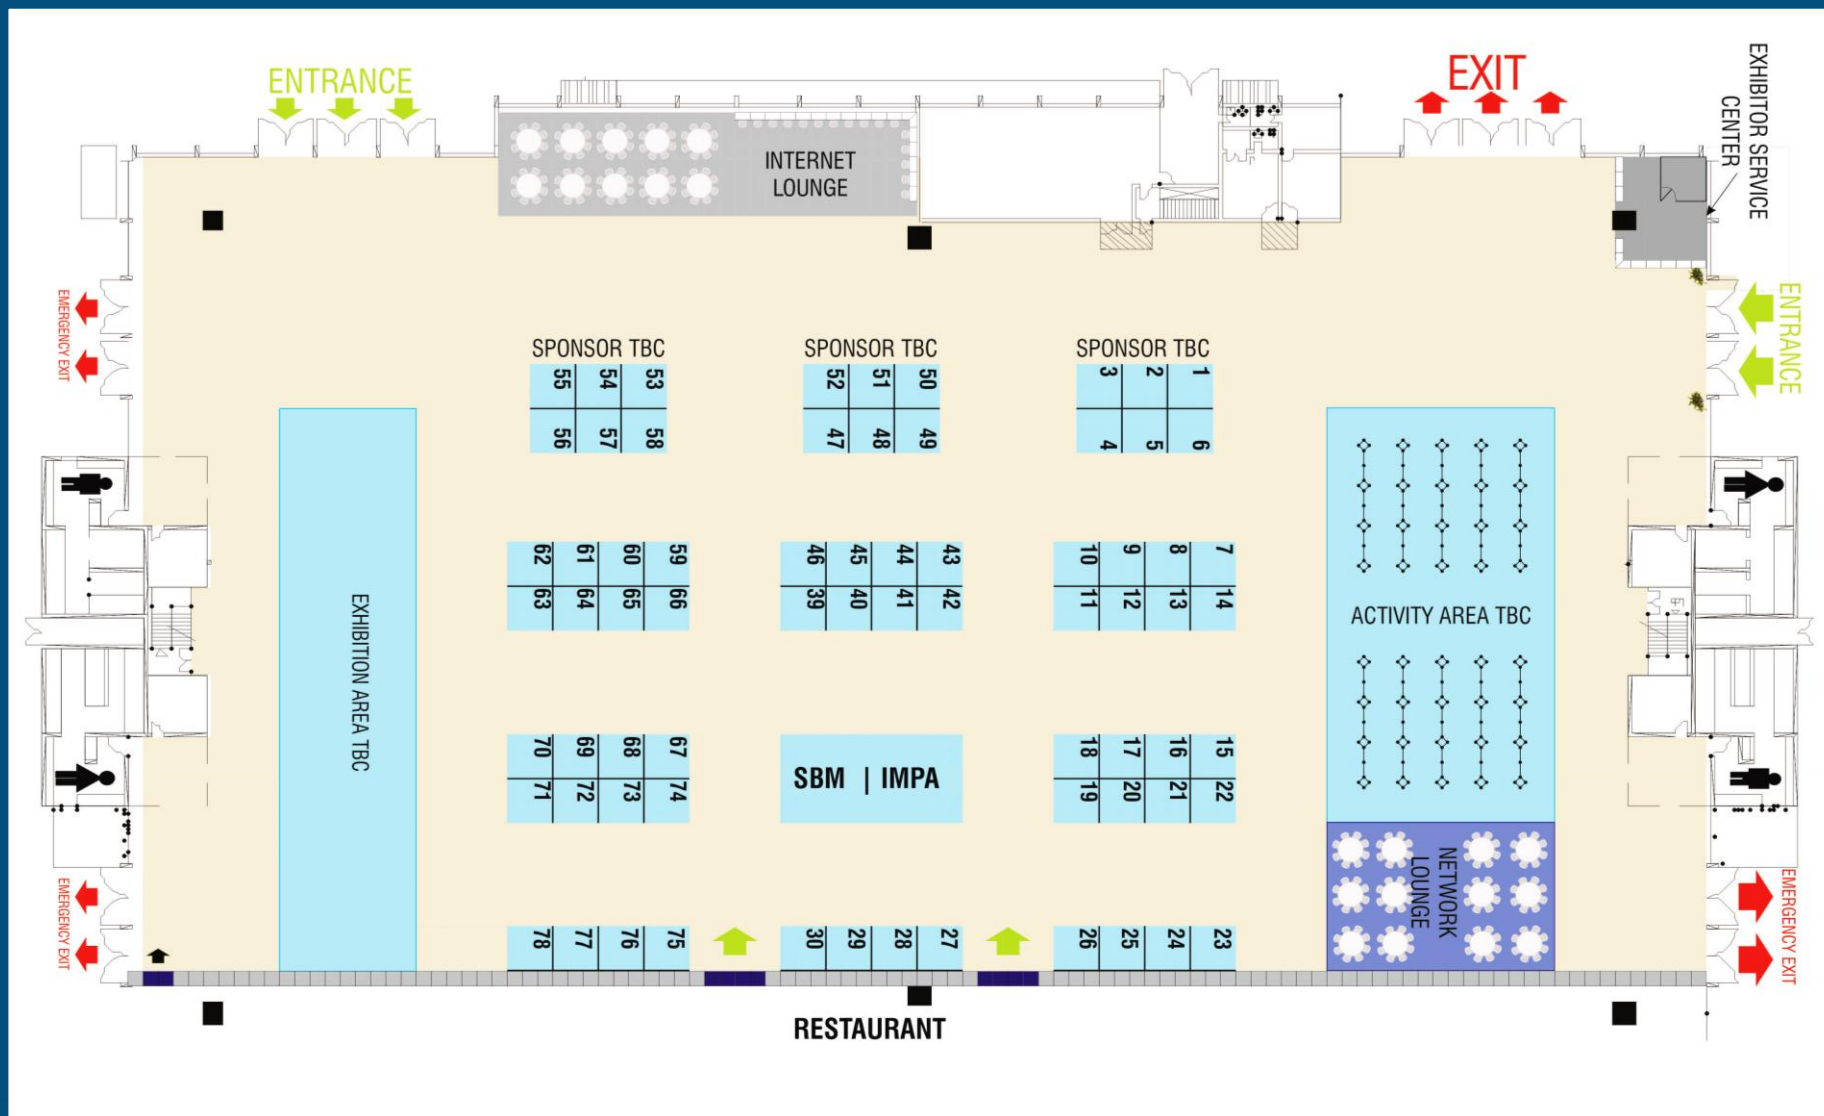 ENTRANCE
EXIT
EXHIBITOR SERVICE
CENTER
INTERNET
LOUNGE
EMERGENCY EXIT
ENTRANCE
SPONSOR TBC
SPONSOR TBC
SPONSOR TBC
55 54 53
52 51 50
3 2 1
56 57 58
47 48 49
4 5 6
62 61 60 59
46 45 44 43
10 9 8 7
63 64 65 66
39 40 41 42
11 12 13 14
EXHIBITION AREA TBC
ACTIVITY AREA TBC
70 69 68 67
SBM | IMPA
18 17 16 15
71 72 73 74
19 20 21 22
NETWORK
LOUNGE
EMERGENCY EXIT
EMERGENCY EXIT
78 77 76 75
30 29 28 27
26 25 24 23
RESTAURANT